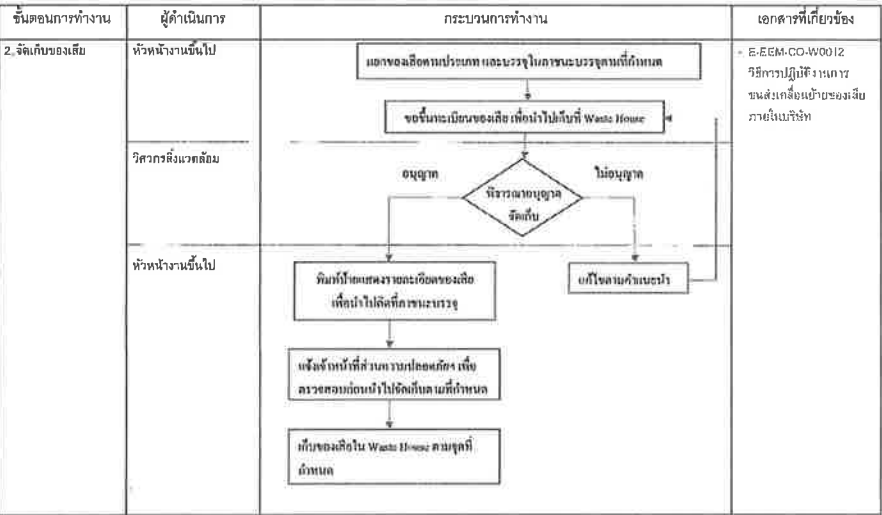 ขั้นตอนการทำงาน
ผู้ดำเนินการ
กระบวนการทำงาน
เอกสารที่เกี่ยวข้อง
2. จัดเก็บของเสีย
หัวหน้างานขึ้นไป
แยกของเสียตามประเภท และบรรจุในภาชนะบรรจุตามที่กำหนด
ขอขึ้นทะเบียนของเสีย เพื่อนำไปเก็บที่ Waste House
- E-EEM-CO-W0012
วิธีการปฏิบัติงานการ
ขนส่งเคลื่อนย้ายของเสีย
ภายในบริษัท
วิศวกรสิ่งแวดล้อม
อนุญาต
ไม่อนุญาต
พิจารณาอนุญาต
จัดเก็บ
หัวหน้างานขึ้นไป
พิมพ์ป้ายแสดงรายละเอียดของเสีย
เพื่อนำไปติดที่ภาชนะบรรจุ
แก้ไขตามคำแนะนำ
แจ้งเจ้าหน้าที่ส่วนความปลอดภัยฯ เพื่อ
ตรวจสอบก่อนนำไปจัดเก็บตามที่กำหนด
เก็บของเสียใน Waste House ตามจุดที่
กำหนด